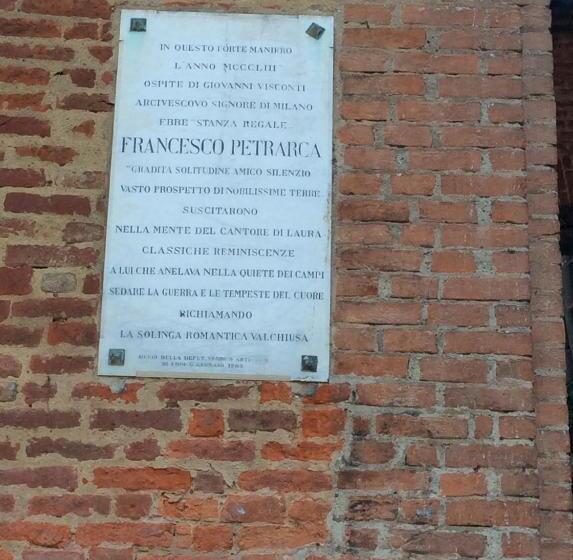 IN QUESTO FORTE MANIERO
L'ANNO MCCCLIII
OSPITE DI GIOVANNI VISCONTI
ARCIVESCOVO SIGNORE DI MILANO
EBBE STANZA REGALE
FRANCESCO PETRARCA
GRADITA SOLITUDINE AMICO SILENZIO
VASTO PROSPETTO DI NOBILISSIME TERRE
SUSCITARONO
NELLA MENTE DEL CANTORE DI LAURA
CLASSICHE REMINISCENZE
A LUI CHE ANELAVA NELLA QUIETE DEI CAMPI
SEDARE LA GUERRA E LE TEMPESTE DEL CUORE
RICHIAMANDO
LA SOLINGA ROMANTICA VALCHIUSA